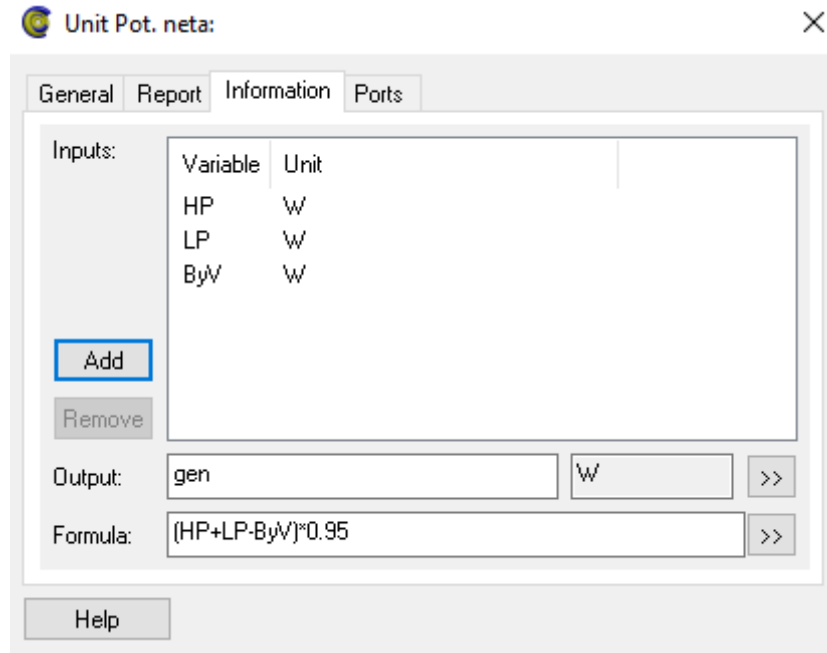 Unit Pot. neta:
General Report Information Ports
Inputs:
Variable Unit
HP W
LP W
ByV W
Add
Remove
Output: gen W >>
Formula: (HP+LP-ByV)*0.95 >>
Help